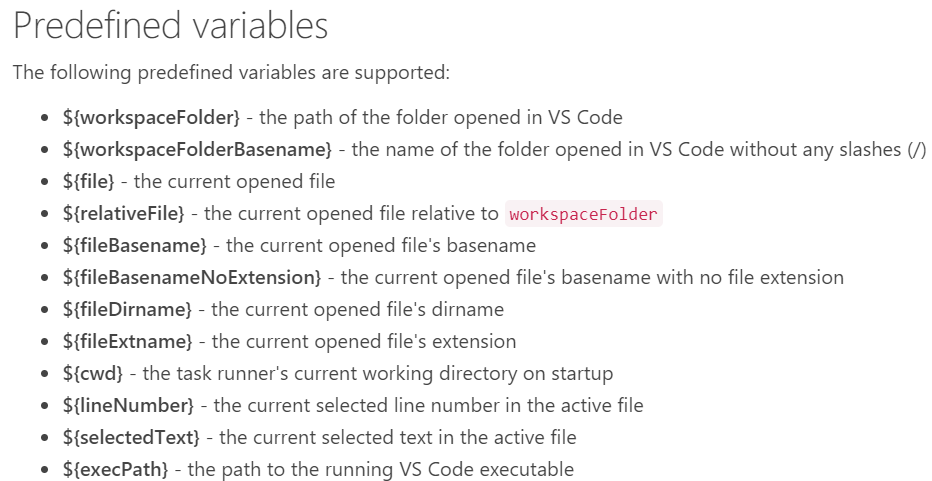 Predefined variables
The following predefined variables are supported:
• ${workspaceFolder} - the path of the folder opened in VS Code
• ${workspaceFolderBasename} - the name of the folder opened in VS Code without any slashes (/)
• ${file} - the current opened file
• ${relativeFile} - the current opened file relative to workspaceFolder
• ${fileBasename} - the current opened file's basename
• ${fileBasenameNoExtension} - the current opened file's basename with no file extension
• ${fileDirname} - the current opened file's dirname
• ${fileExtname} - the current opened file's extension
• ${cwd} - the task runner's current working directory on startup
• ${lineNumber} - the current selected line number in the active file
• ${selectedText} - the current selected text in the active file
• ${execPath} - the path to the running VS Code executable